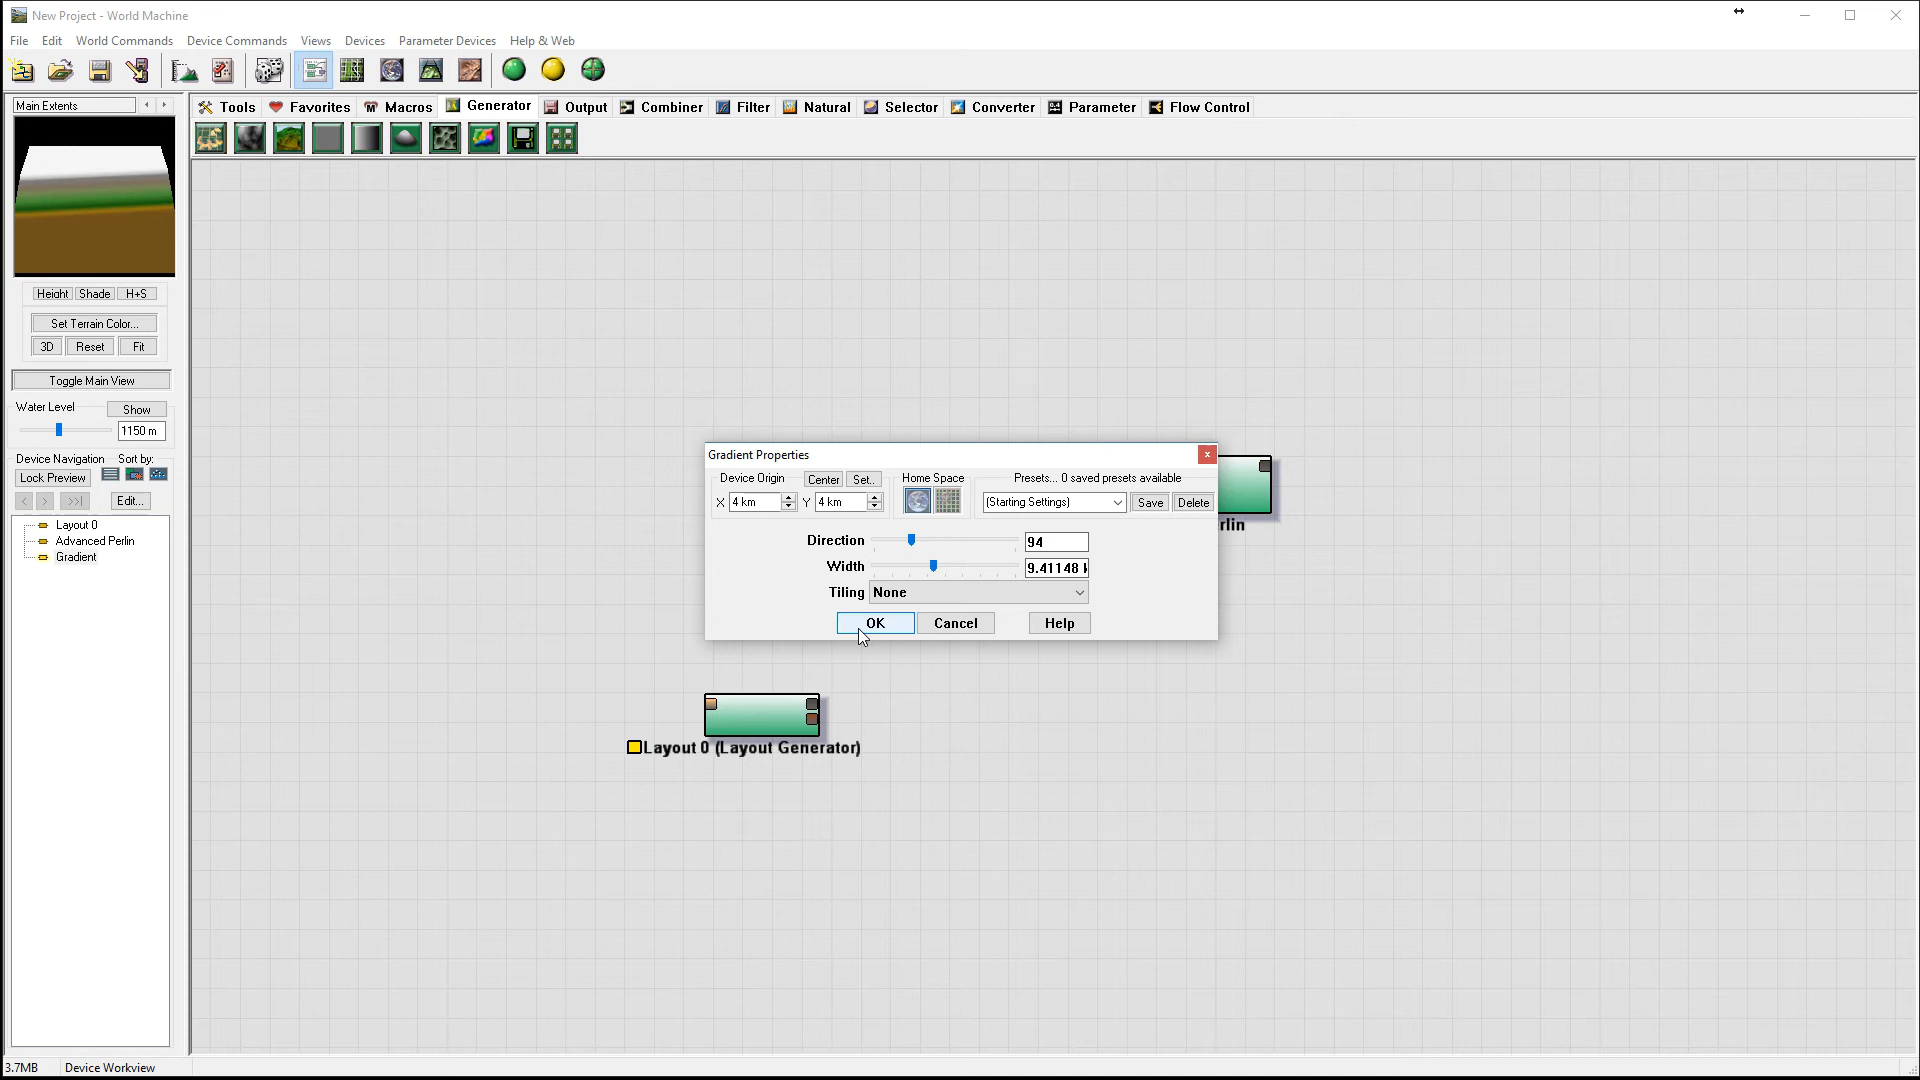 New Project - World Machine
File Edit World Commands Device Commands Views Devices Parameter Devices Help & Web
Main Extents
Tools Favorites Macros Generator Output Combiner Filter Natural Selector Converter Parameter Flow Control
Height Shade H+S
Set Terrain Color...
3D Reset Fit
Toggle Main View
Water Level Show
1150 m
Device Navigation Sort by:
Lock Preview
< > >>| Edit...
Layout 0
Advanced Perlin
Gradient
Gradient Properties
Device Origin Center Set.. Home Space Presets... 0 saved presets available
X 4 km Y 4 km (Starting Settings) Save Delete
Direction 94
Width 9.41148
Tiling None
OK Cancel Help
rlin
Layout 0 (Layout Generator)
3.7MB Device Workview